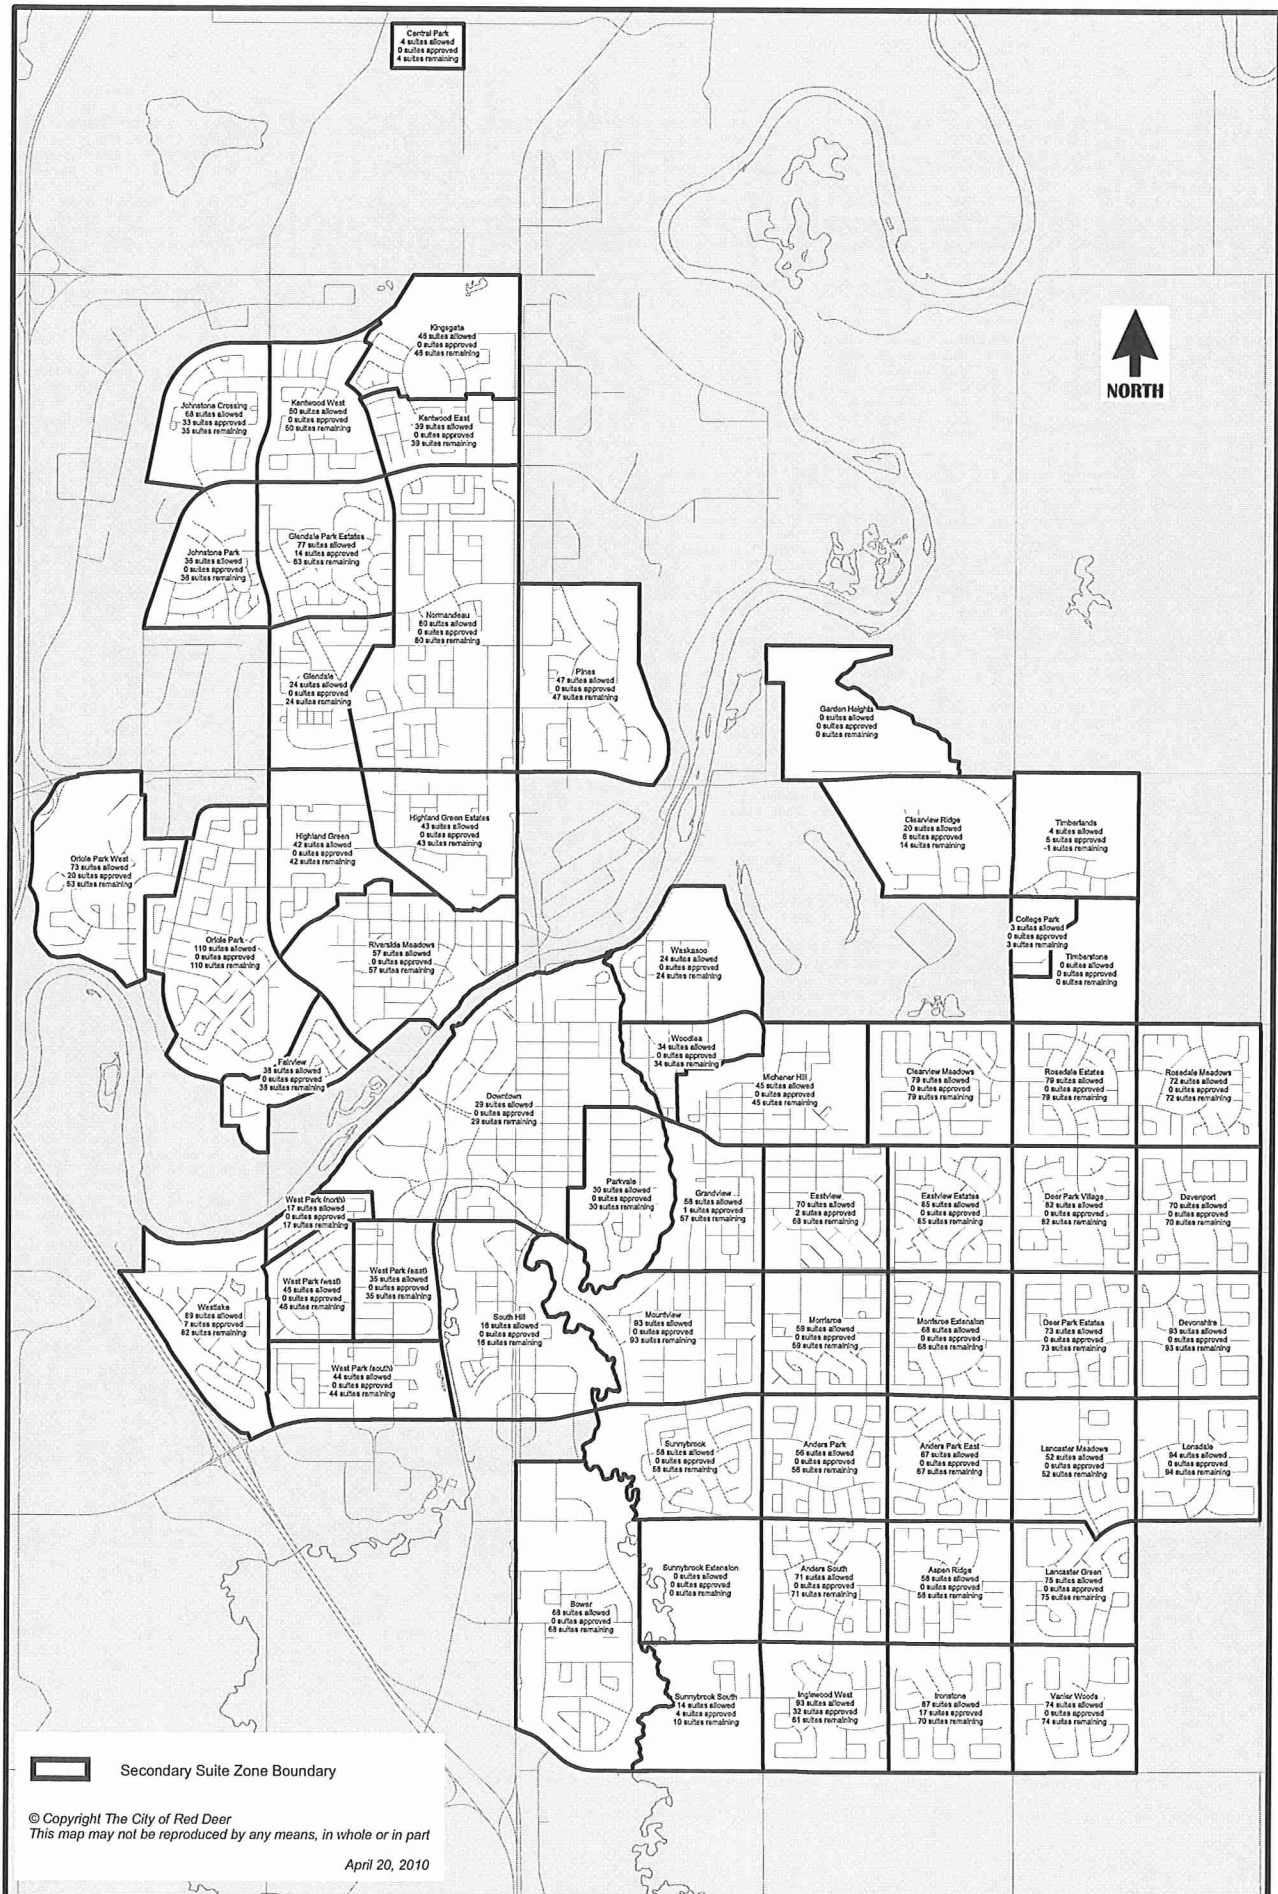 Central Park
4 suites allowed
0 suites approved
4 suites remaining
NORTH
Kingsgate
48 suites allowed
0 suites approved
48 suites remaining
Johnstone Crossing
68 suites allowed
33 suites approved
35 suites remaining
Kentwood West
50 suites allowed
0 suites approved
50 suites remaining
Kentwood East
39 suites allowed
0 suites approved
39 suites remaining
Johnstone Park
36 suites allowed
0 suites approved
36 suites remaining
Glendale Park Estates
77 suites allowed
14 suites approved
63 suites remaining
Normandeau
80 suites allowed
0 suites approved
80 suites remaining
Glendale
24 suites allowed
0 suites approved
24 suites remaining
Pines
47 suites allowed
0 suites approved
47 suites remaining
Garden Heights
0 suites allowed
0 suites approved
0 suites remaining
Oriole Park West
73 suites allowed
20 suites approved
53 suites remaining
Highland Green
42 suites allowed
0 suites approved
42 suites remaining
Highland Green Estates
43 suites allowed
0 suites approved
43 suites remaining
Clearview Ridge
20 suites allowed
6 suites approved
14 suites remaining
Timberlands
4 suites allowed
5 suites approved
-1 suites remaining
Oriole Park
110 suites allowed
0 suites approved
110 suites remaining
Riverside Meadows
57 suites allowed
0 suites approved
57 suites remaining
Waskasoo
24 suites allowed
0 suites approved
24 suites remaining
College Park
3 suites allowed
0 suites approved
3 suites remaining
Timberstone
0 suites allowed
0 suites approved
0 suites remaining
Fairview
38 suites allowed
0 suites approved
38 suites remaining
Woodlea
34 suites allowed
0 suites approved
34 suites remaining
Michener Hill
45 suites allowed
0 suites approved
45 suites remaining
Clearview Meadows
79 suites allowed
0 suites approved
79 suites remaining
Rosedale Estates
79 suites allowed
0 suites approved
79 suites remaining
Rosedale Meadows
72 suites allowed
0 suites approved
72 suites remaining
Downtown
29 suites allowed
0 suites approved
29 suites remaining
West Park (north)
17 suites allowed
0 suites approved
17 suites remaining
Parkvale
30 suites allowed
0 suites approved
30 suites remaining
Grandview
58 suites allowed
1 suites approved
57 suites remaining
Eastview
70 suites allowed
2 suites approved
68 suites remaining
Eastview Estates
65 suites allowed
0 suites approved
65 suites remaining
Deer Park Village
82 suites allowed
0 suites approved
82 suites remaining
Davenport
70 suites allowed
0 suites approved
70 suites remaining
Westlake
89 suites allowed
7 suites approved
82 suites remaining
West Park (west)
46 suites allowed
0 suites approved
46 suites remaining
West Park (east)
35 suites allowed
0 suites approved
35 suites remaining
South Hill
16 suites allowed
0 suites approved
16 suites remaining
Mountview
93 suites allowed
0 suites approved
93 suites remaining
Morrisroe
59 suites allowed
0 suites approved
59 suites remaining
Morrisroe Extension
68 suites allowed
0 suites approved
68 suites remaining
Deer Park Estates
73 suites allowed
0 suites approved
73 suites remaining
Devonshire
93 suites allowed
0 suites approved
93 suites remaining
West Park (south)
44 suites allowed
0 suites approved
44 suites remaining
Sunnybrook
58 suites allowed
0 suites approved
58 suites remaining
Anders Park
56 suites allowed
0 suites approved
56 suites remaining
Anders Park East
67 suites allowed
0 suites approved
67 suites remaining
Lancaster Meadows
52 suites allowed
0 suites approved
52 suites remaining
Lonsdale
94 suites allowed
0 suites approved
94 suites remaining
Bower
68 suites allowed
0 suites approved
68 suites remaining
Sunnybrook Extension
0 suites allowed
0 suites approved
0 suites remaining
Anders South
71 suites allowed
0 suites approved
71 suites remaining
Aspen Ridge
58 suites allowed
0 suites approved
58 suites remaining
Lancaster Green
75 suites allowed
0 suites approved
75 suites remaining
Sunnybrook South
14 suites allowed
4 suites approved
10 suites remaining
Inglewood West
93 suites allowed
32 suites approved
61 suites remaining
Ironstone
87 suites allowed
17 suites approved
70 suites remaining
Vanier Woods
74 suites allowed
0 suites approved
74 suites remaining
Secondary Suite Zone Boundary
© Copyright The City of Red Deer
This map may not be reproduced by any means, in whole or in part
April 20, 2010